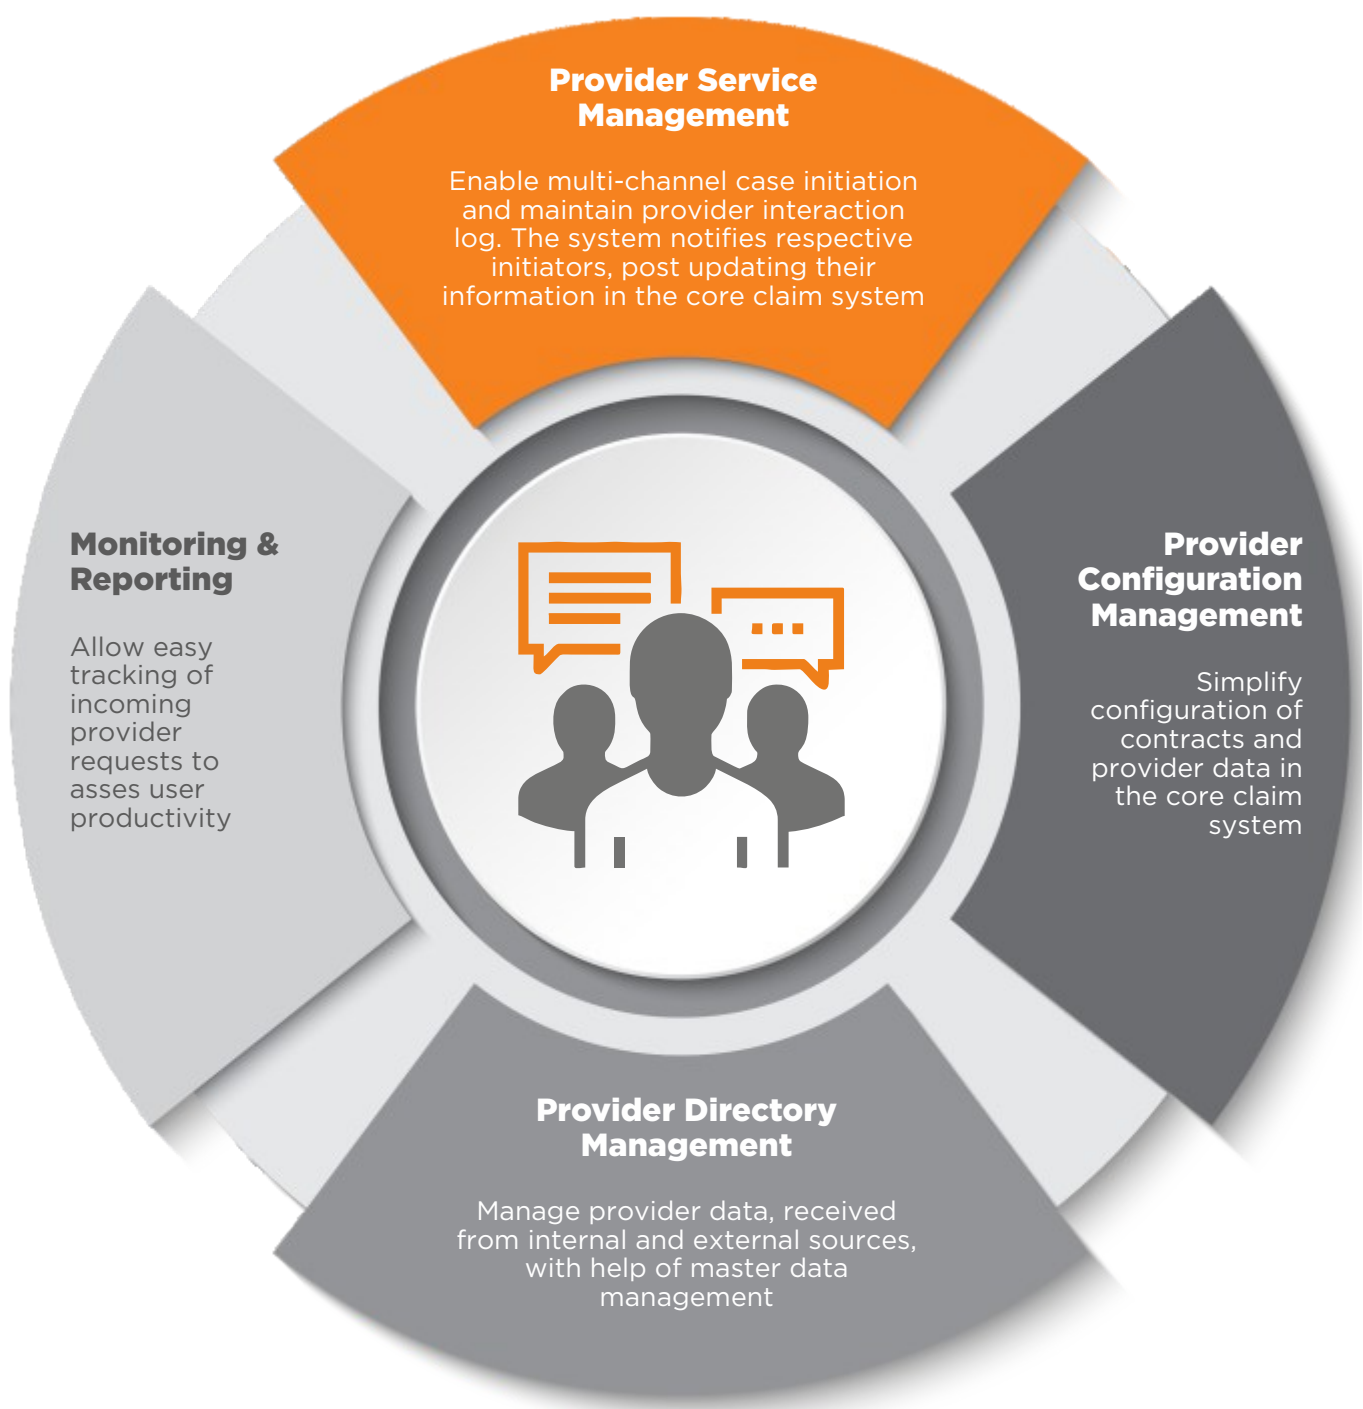 Provider Service
Management
Enable multi-channel case initiation
and maintain provider interaction
log. The system notifies respective
initiators, post updating their
information in the core claim system
Provider
Configuration
Management
Simplify
configuration of
contracts and
provider data in
the core claim
system
Provider Directory
Management
Manage provider data, received
from internal and external sources,
with help of master data
management
Monitoring &
Reporting
Allow easy
tracking of
incoming
provider
requests to
asses user
productivity